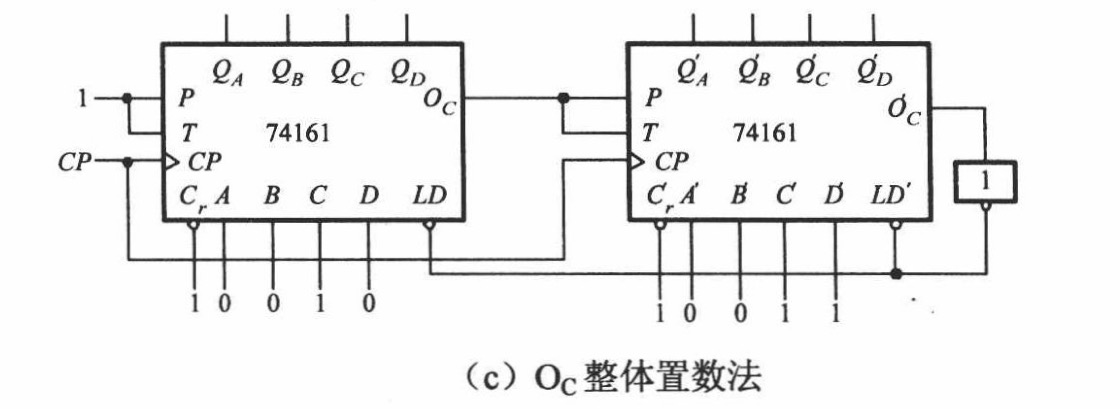 Q_A Q_B Q_C Q_D Q'_A Q'_B Q'_C Q'_D
1 P O_C P O'_C
T 74161 T 74161
CP CP CP 1
C_r A B C D LD C'_r A' B' C' D' LD'
1 0 0 1 0 1 0 0 1 1
（c）O_C 整体置数法